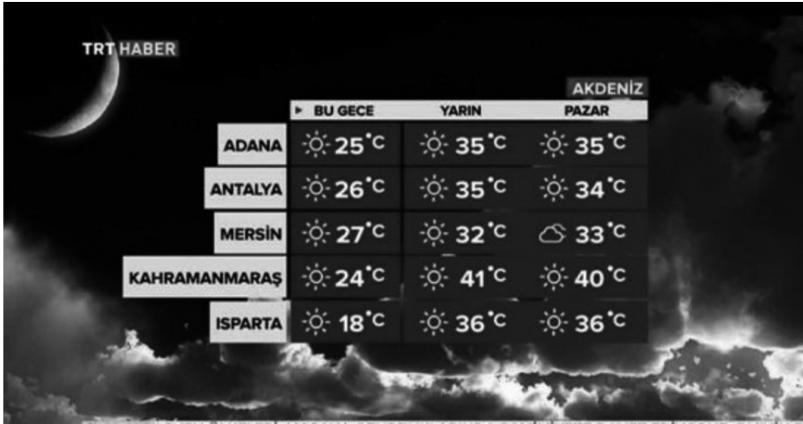 TRT HABER
AKDENİZ
▶ BU GECE YARIN PAZAR
ADANA 25°C 35°C 35°C
ANTALYA 26°C 35°C 34°C
MERSİN 27°C 32°C 33°C
KAHRAMANMARAŞ 24°C 41°C 40°C
ISPARTA 18°C 36°C 36°C